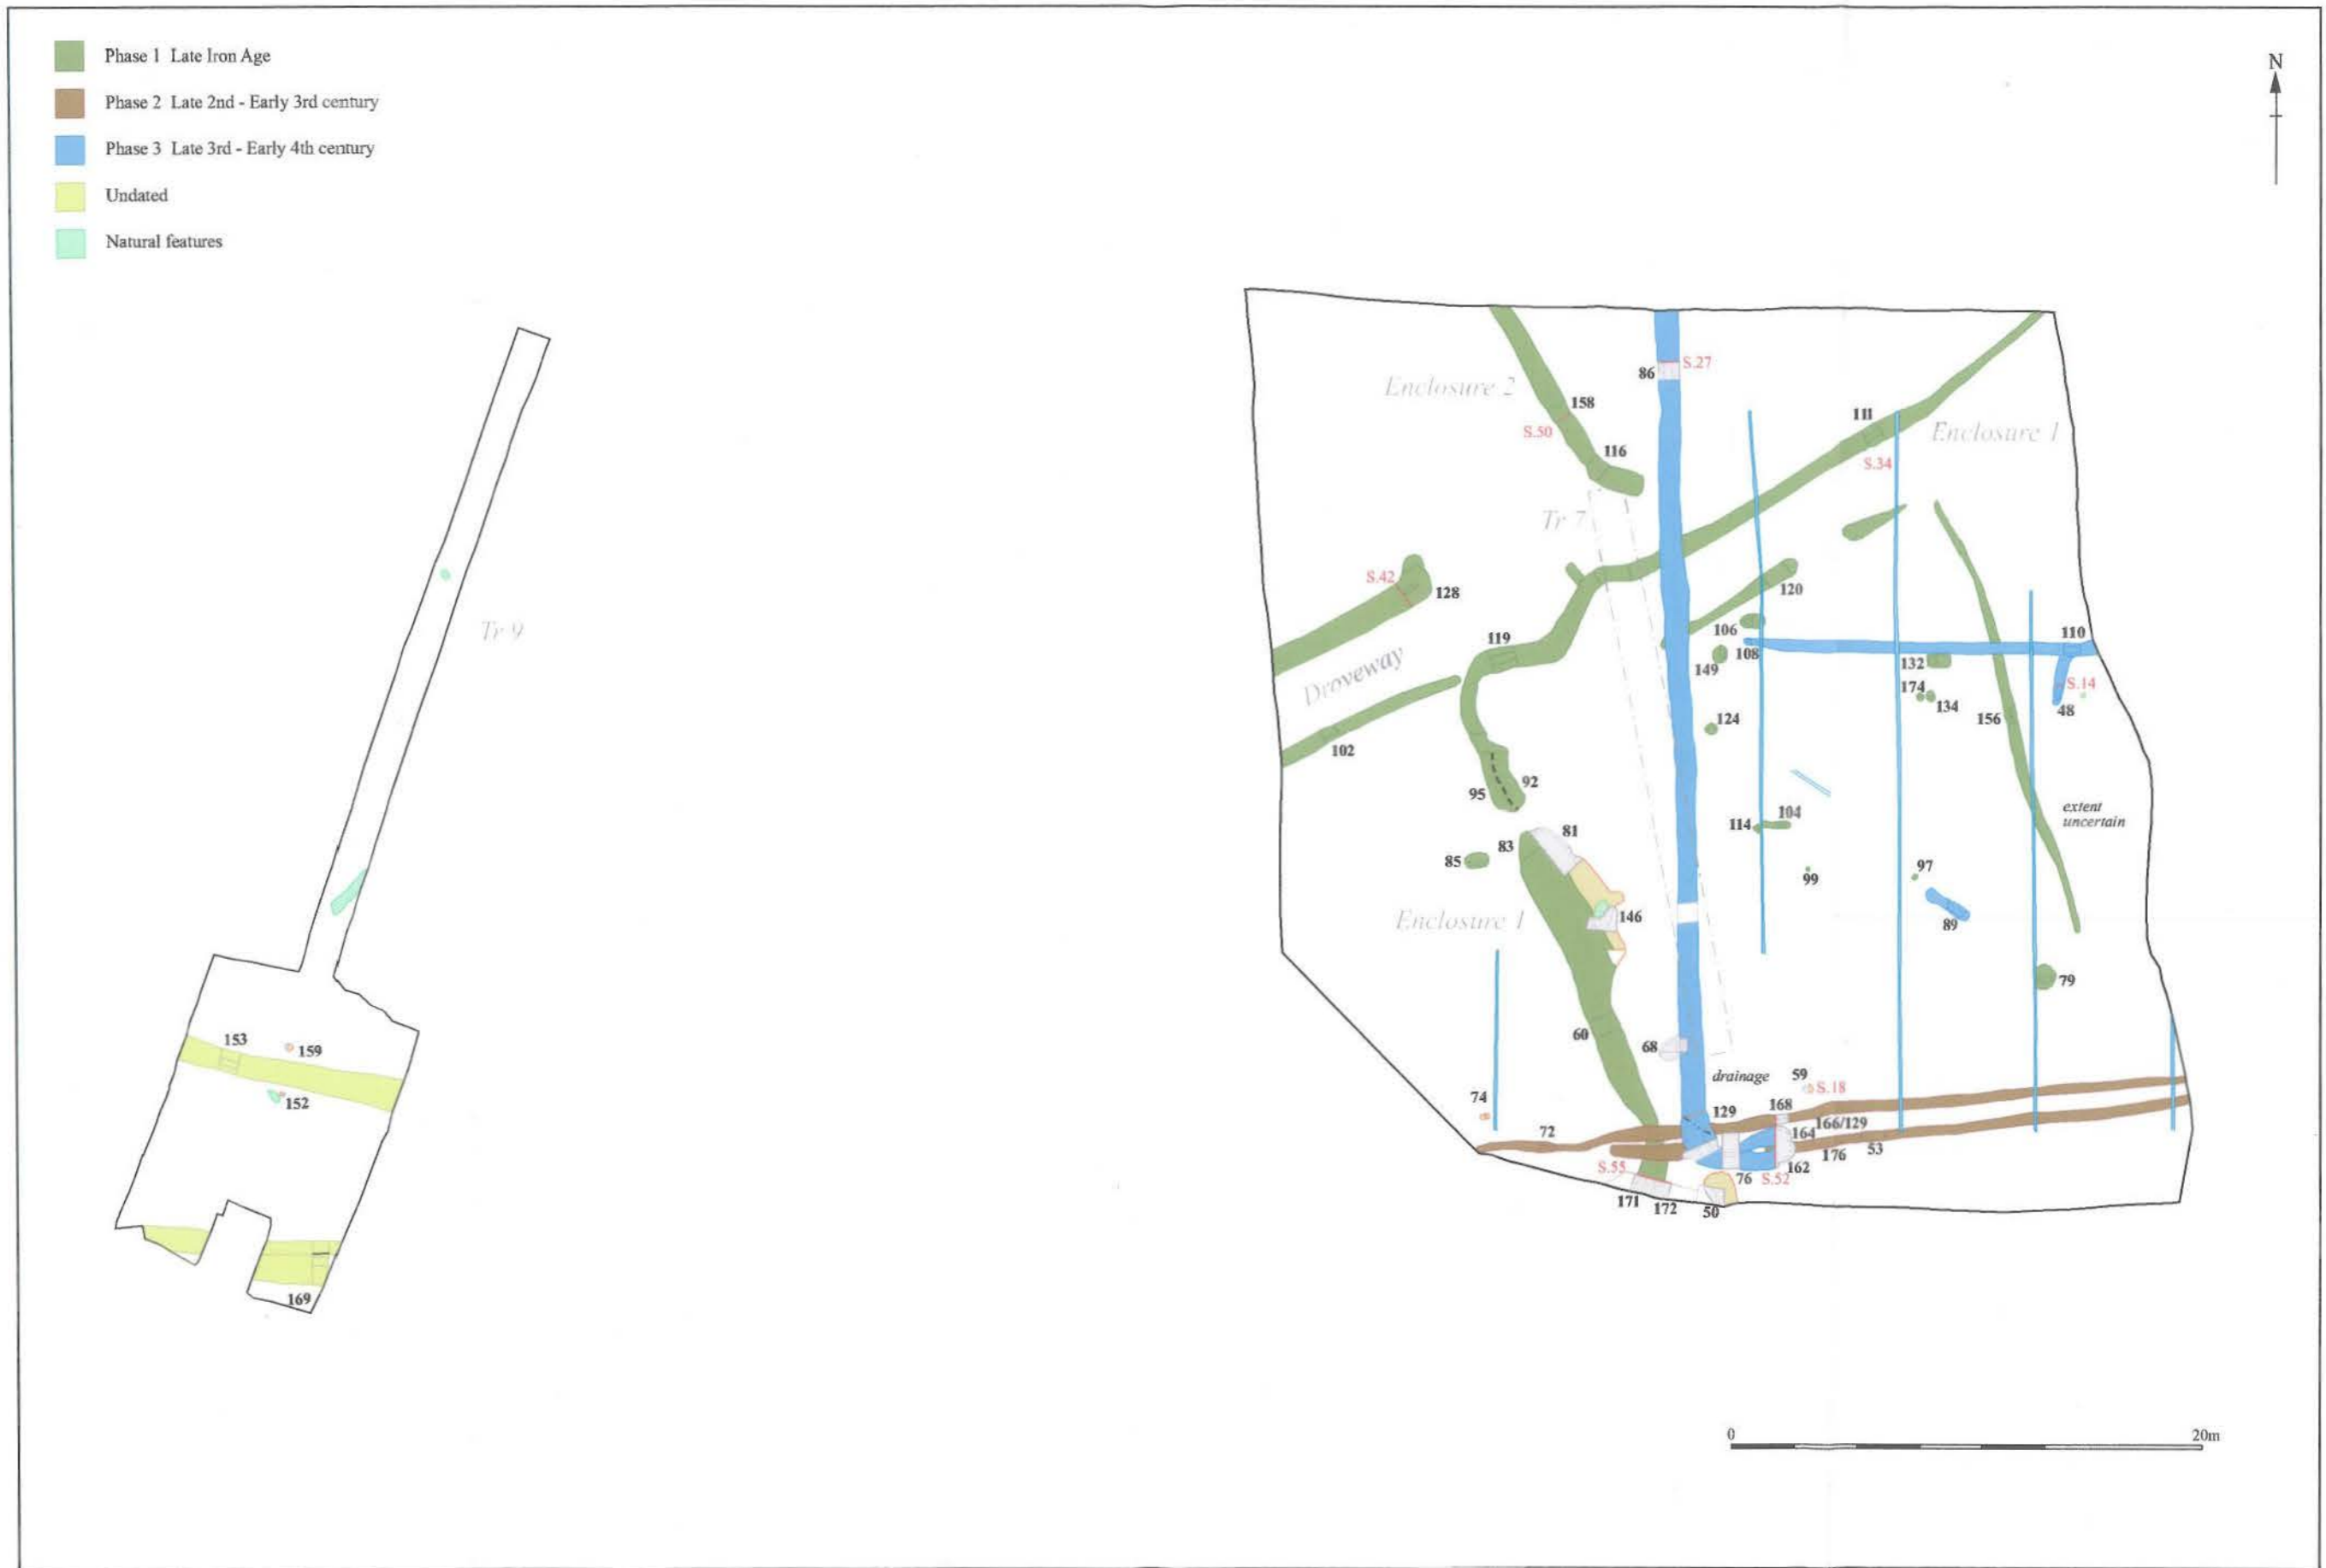 Phase 1 Late Iron Age
Phase 2 Late 2nd - Early 3rd century
Phase 3 Late 3rd - Early 4th century
Undated
Natural features
N
Tr 9
153
159
152
169
86
S.27
Enclosure 2
158
S.50
116
111
Enclosure 1
S.34
Tr 7
S.42
128
120
106
119
108
110
149
132
Droveway
174
S.14
134
48
124
156
102
92
95
104
extent
uncertain
114
81
83
85
99
97
Enclosure 1
146
89
79
60
68
drainage
59
S.18
74
129
168
166/129
72
164
53
176
S.55
162
76
S.52
171
172
50
0
20m